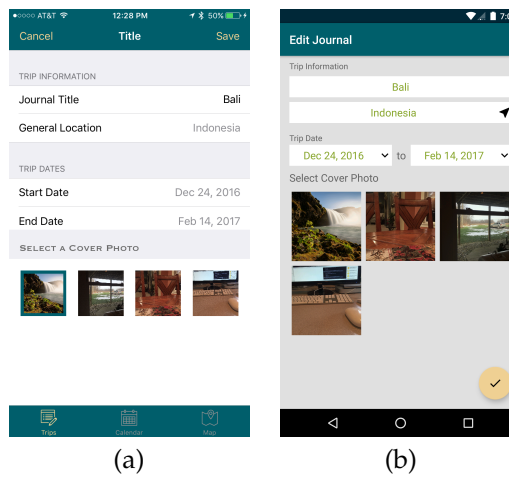 ●○○○○ AT&T 12:28 PM 50%
Cancel Title Save
TRIP INFORMATION
Journal Title Bali
General Location Indonesia
TRIP DATES
Start Date Dec 24, 2016
End Date Feb 14, 2017
SELECT A COVER PHOTO
Trips Calendar Map
(a)
7:0
Edit Journal
Trip Information
Bali
Indonesia
Trip Date
Dec 24, 2016 to Feb 14, 2017
Select Cover Photo
(b)